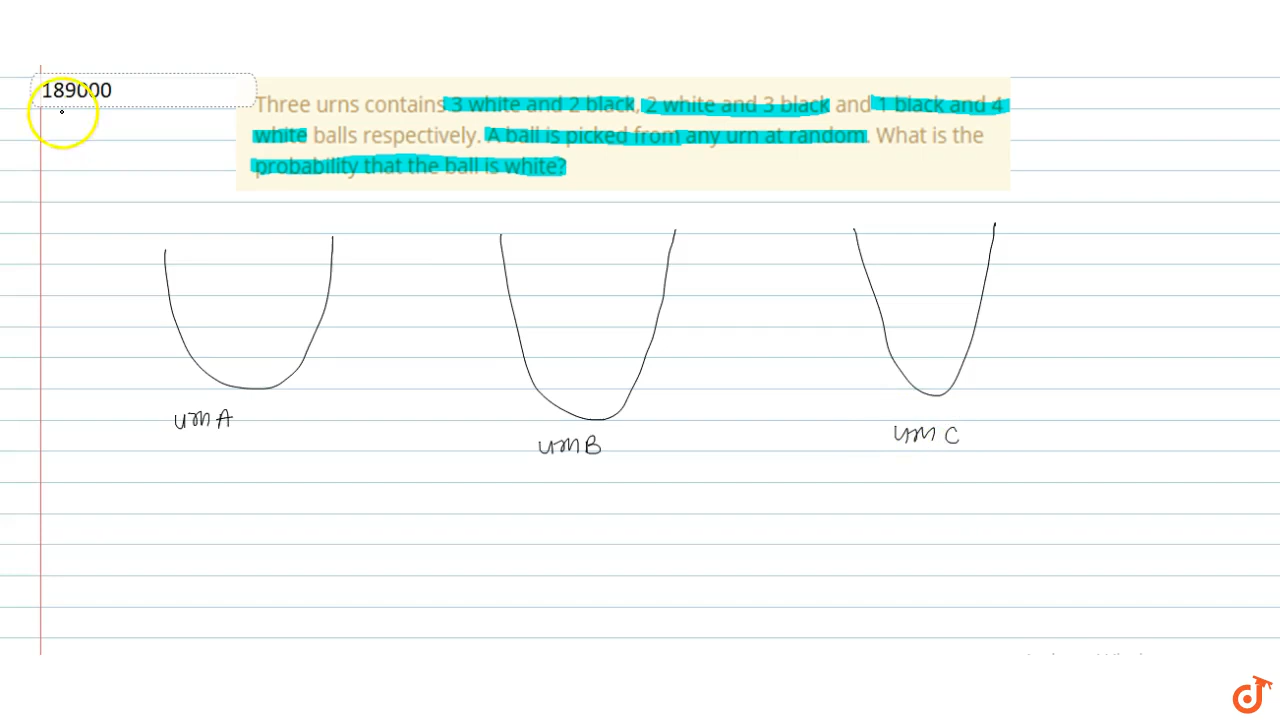 189000
Three urns contains 3 white and 2 black, 2 white and 3 black and 1 black and 4
white balls respectively. A ball is picked from any urn at random. What is the
probability that the ball is white?
urn A
urn B
urn C